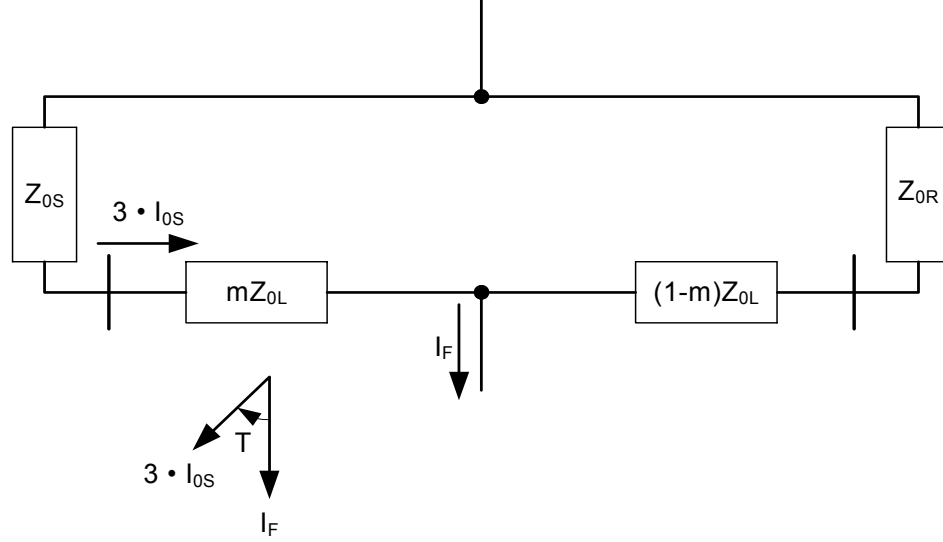 Z0S
Z0R
3 • I0S
mZ0L
(1-m)Z0L
IF
T
3 • I0S
IF